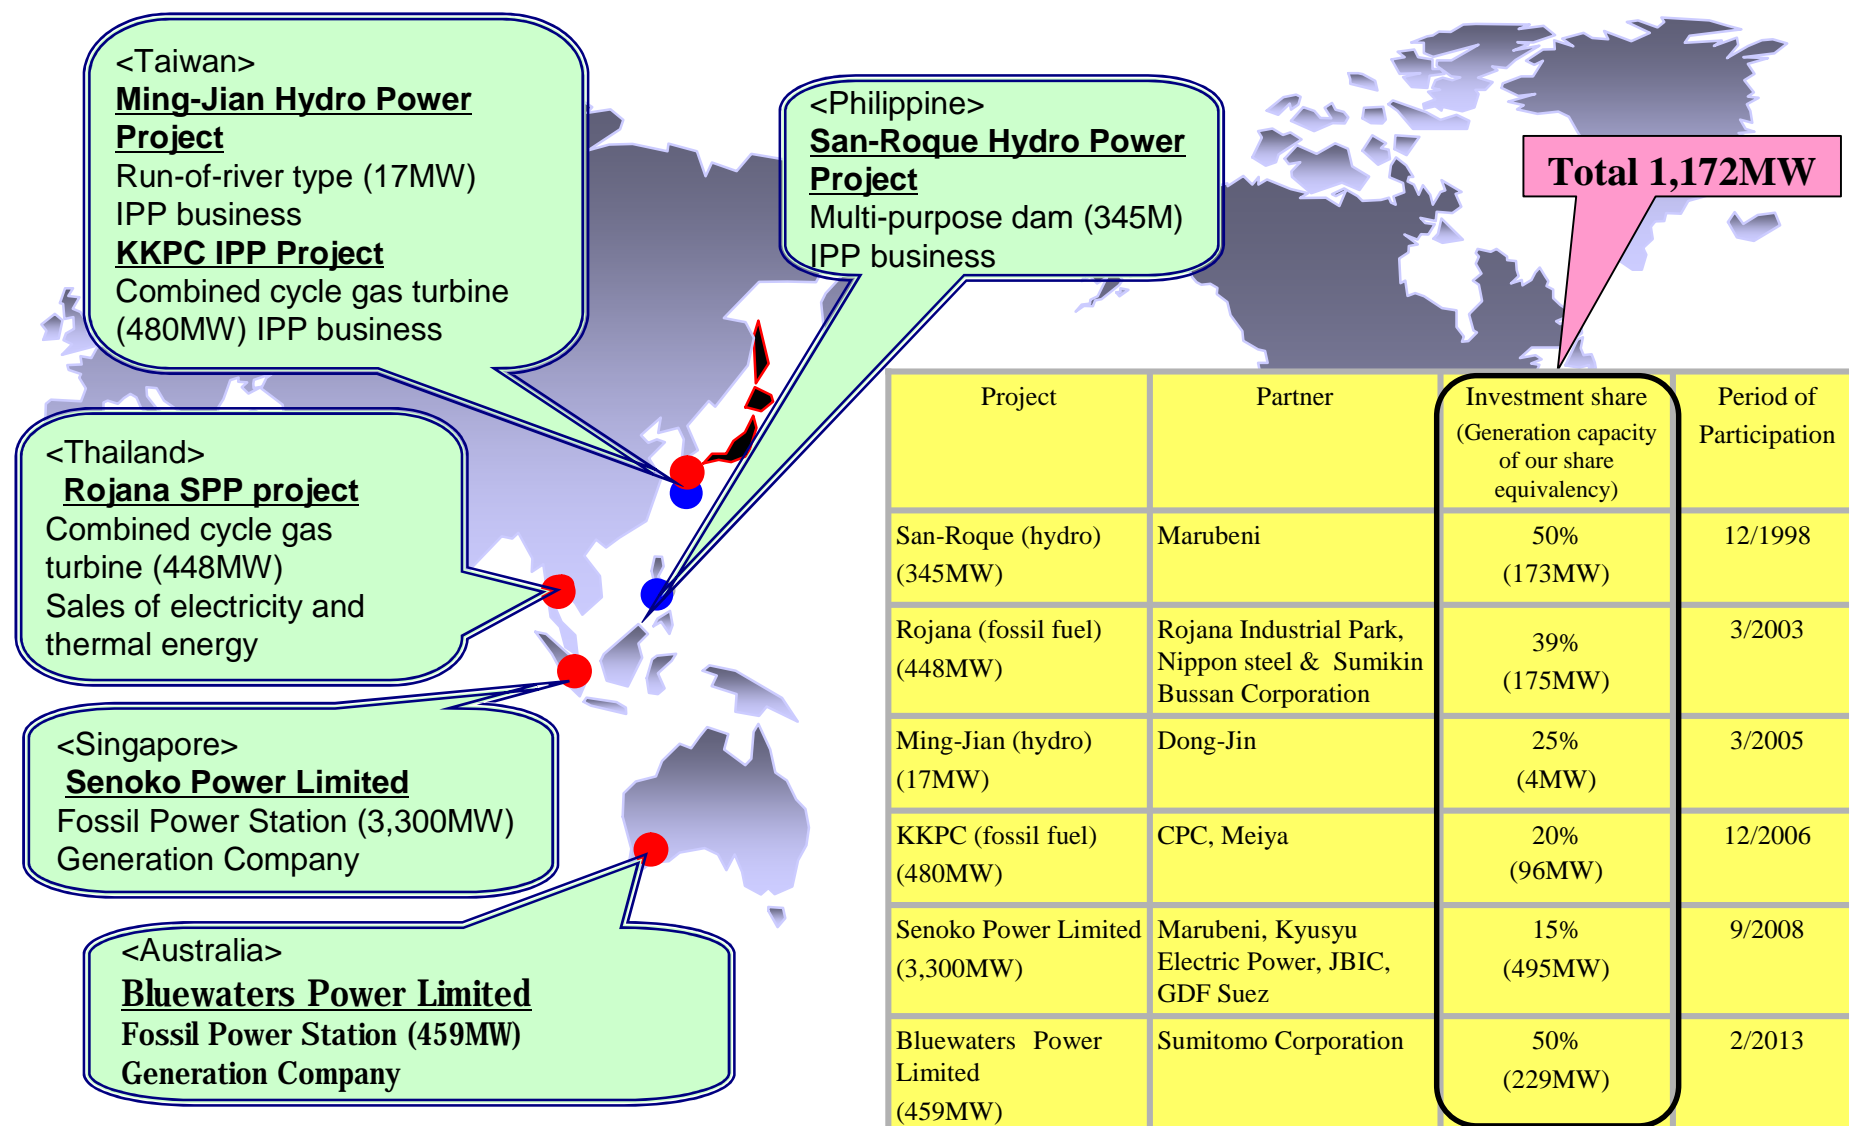 <Taiwan>
Ming-Jian Hydro Power
Project
Run-of-river type (17MW)
IPP business
KKPC IPP Project
Combined cycle gas turbine
(480MW) IPP business
<Philippine>
San-Roque Hydro Power
Project
Multi-purpose dam (345M)
IPP business
Total 1,172MW
<Thailand>
Rojana SPP project
Combined cycle gas
turbine (448MW)
Sales of electricity and
thermal energy
<Singapore>
Senoko Power Limited
Fossil Power Station (3,300MW)
Generation Company
<Australia>
Bluewaters Power Limited
Fossil Power Station (459MW)
Generation Company
Project
Partner
Investment share
(Generation capacity
of our share
equivalency)
Period of
Participation
San-Roque (hydro)
(345MW)
Marubeni
50%
(173MW)
12/1998
Rojana (fossil fuel)
(448MW)
Rojana Industrial Park,
Nippon steel & Sumikin
Bussan Corporation
39%
(175MW)
3/2003
Ming-Jian (hydro)
(17MW)
Dong-Jin
25%
(4MW)
3/2005
KKPC (fossil fuel)
(480MW)
CPC, Meiya
20%
(96MW)
12/2006
Senoko Power Limited
(3,300MW)
Marubeni, Kyusyu
Electric Power, JBIC,
GDF Suez
15%
(495MW)
9/2008
Bluewaters Power
Limited
(459MW)
Sumitomo Corporation
50%
(229MW)
2/2013